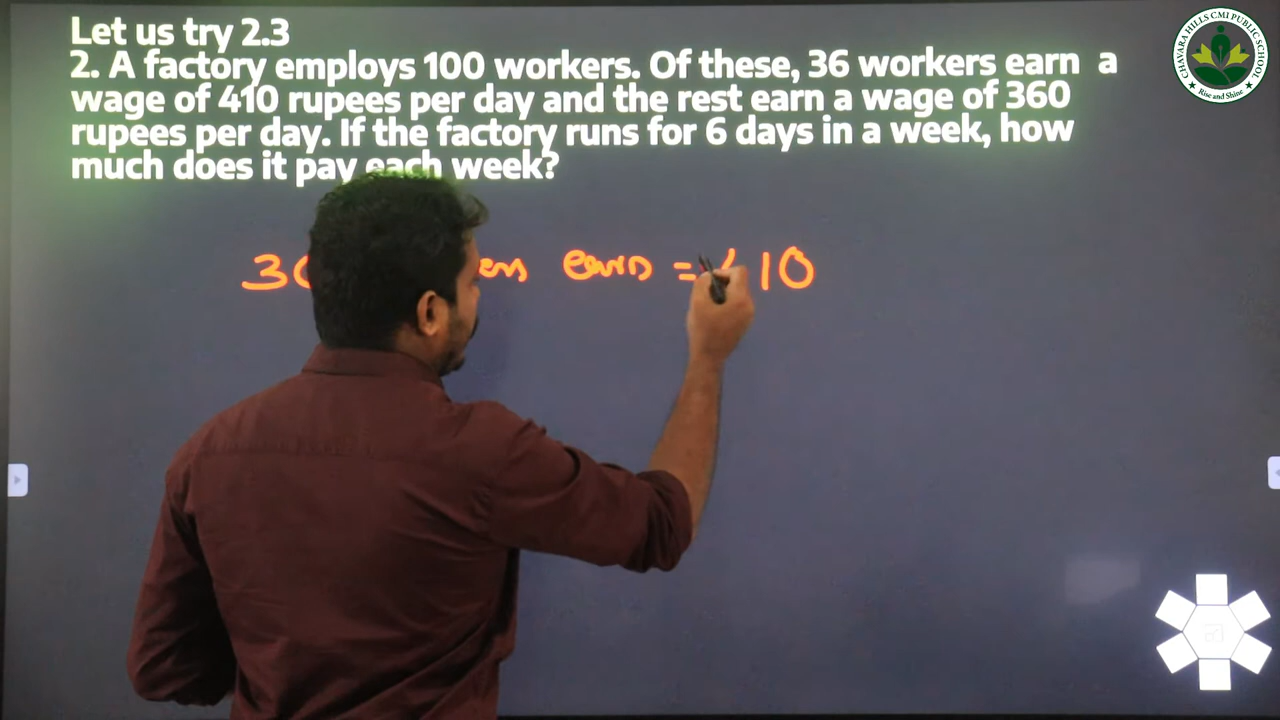 Let us try 2.3
2. A factory employs 100 workers. Of these, 36 workers earn a
wage of 410 rupees per day and the rest earn a wage of 360
rupees per day. If the factory runs for 6 days in a week, how
much does it pay each week?
earn = 410
CHAVARA HILLS CMI PUBLIC SCHOOL
Rise and Shine